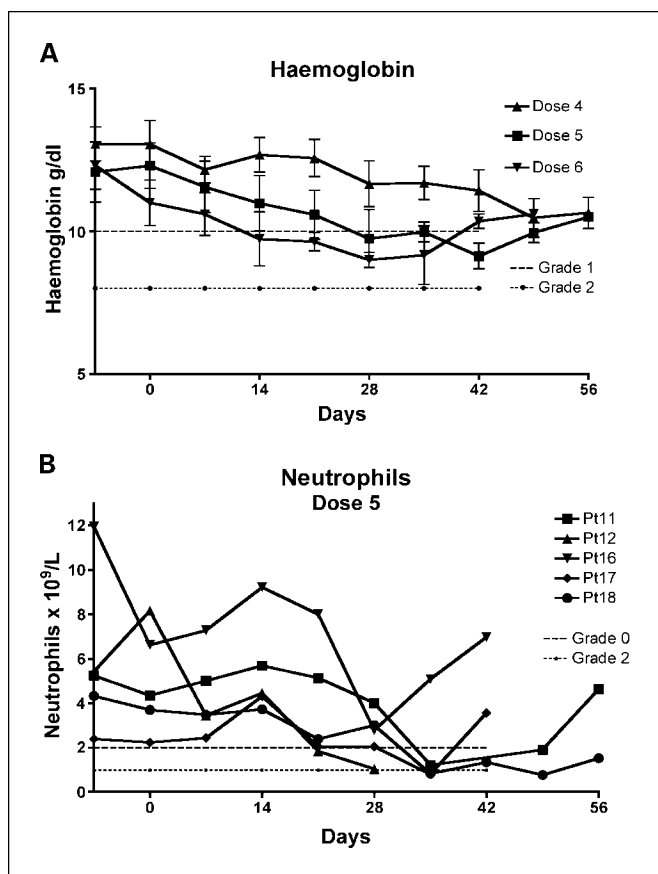 A
Haemoglobin
15
10
5
Haemoglobin g/dl
Dose 4
Dose 5
Dose 6
Grade 1
Grade 2
0 14 28 42 56
Days
B
Neutrophils
Dose 5
12
10
8
6
4
2
0
Neutrophils x 10⁹/L
Pt11
Pt12
Pt16
Pt17
Pt18
Grade 0
Grade 2
0 14 28 42 56
Days